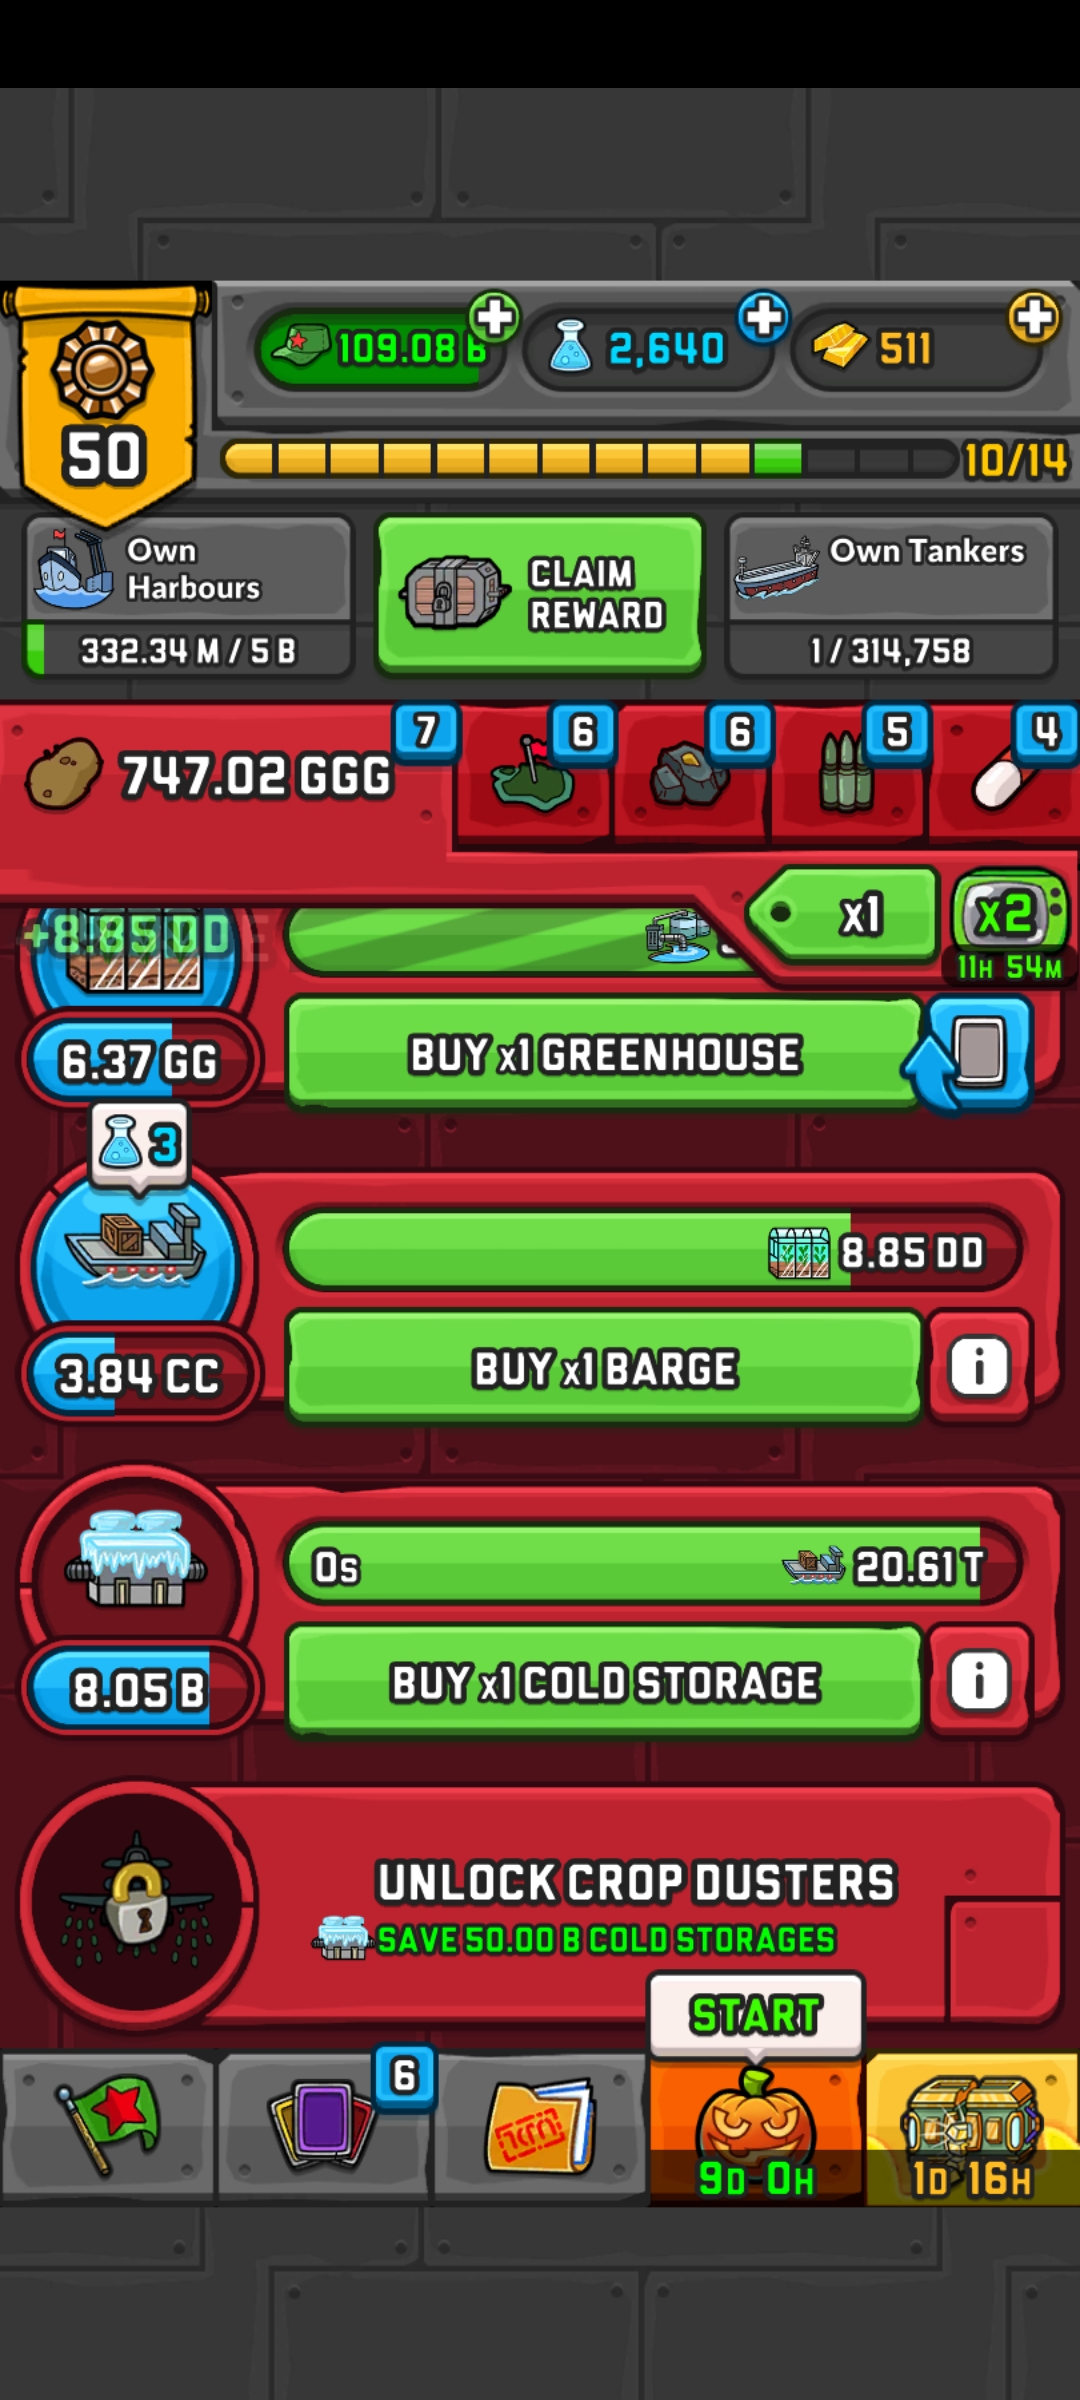 109.08 B
2,640
511
50
10/14
Own
Harbours
332.34 M / 5 B
CLAIM
REWARD
Own Tankers
1 / 314,758
747.02 GGG
7
6
6
5
4
x1
x2
11H 54M
+8.85 DD
6.37 GG
BUY x1 GREENHOUSE
3
8.85 DD
3.84 CC
BUY x1 BARGE
i
0s
20.61 T
8.05 B
BUY x1 COLD STORAGE
i
UNLOCK CROP DUSTERS
SAVE 50.00 B COLD STORAGES
START
6
9D 0H
1D 16H